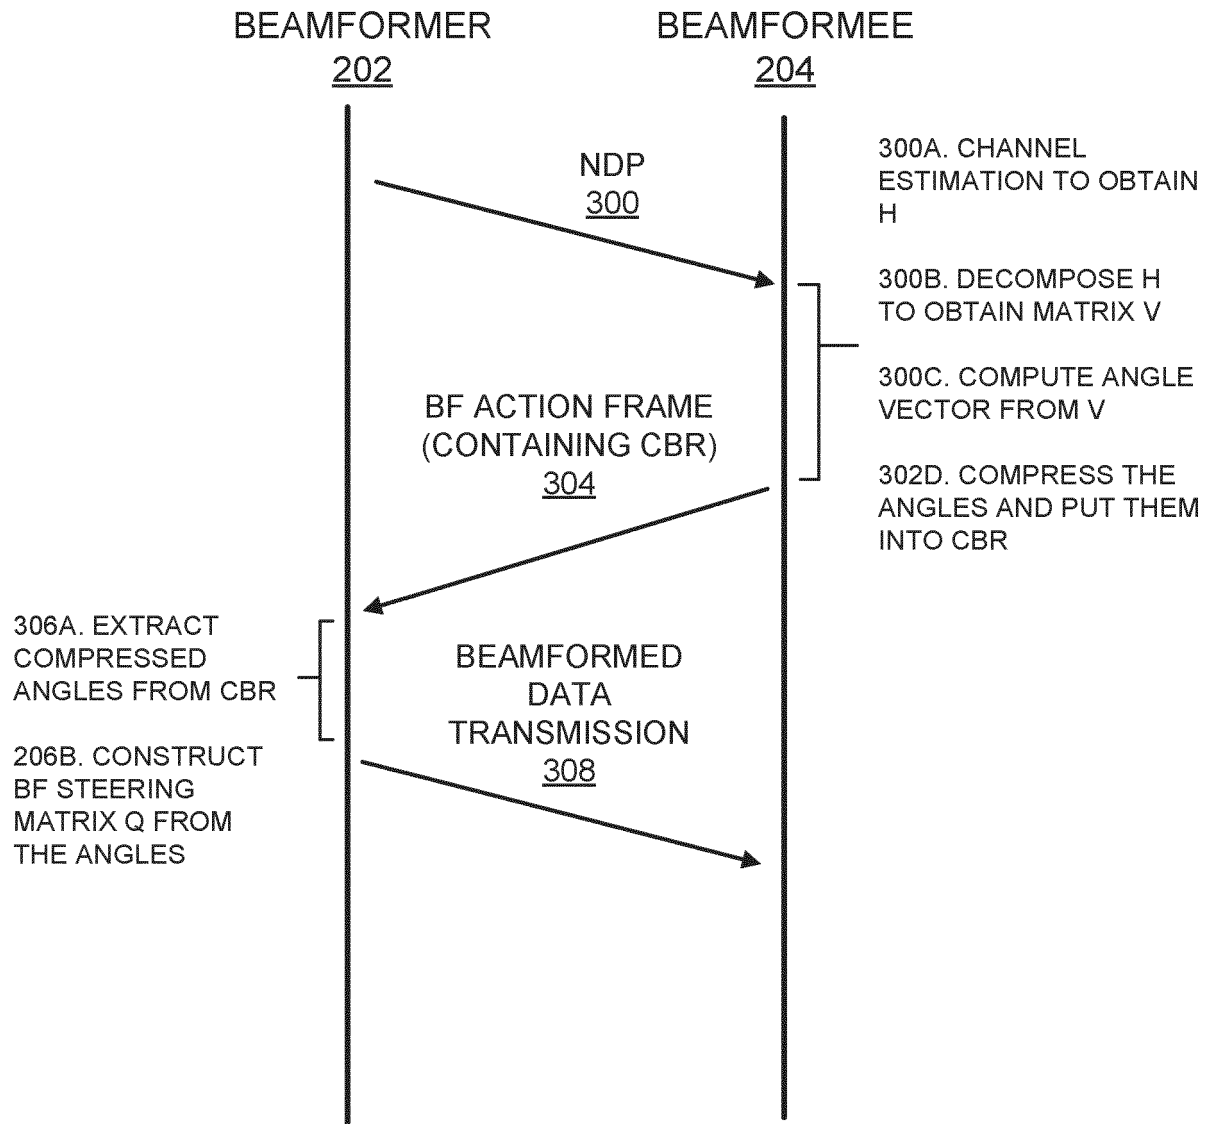 BEAMFORMER
202
BEAMFORMEE
204
NDP
300
300A. CHANNEL
ESTIMATION TO OBTAIN
H
300B. DECOMPOSE H
TO OBTAIN MATRIX V
300C. COMPUTE ANGLE
VECTOR FROM V
302D. COMPRESS THE
ANGLES AND PUT THEM
INTO CBR
BF ACTION FRAME
(CONTAINING CBR)
304
306A. EXTRACT
COMPRESSED
ANGLES FROM CBR
206B. CONSTRUCT
BF STEERING
MATRIX Q FROM
THE ANGLES
BEAMFORMED
DATA
TRANSMISSION
308